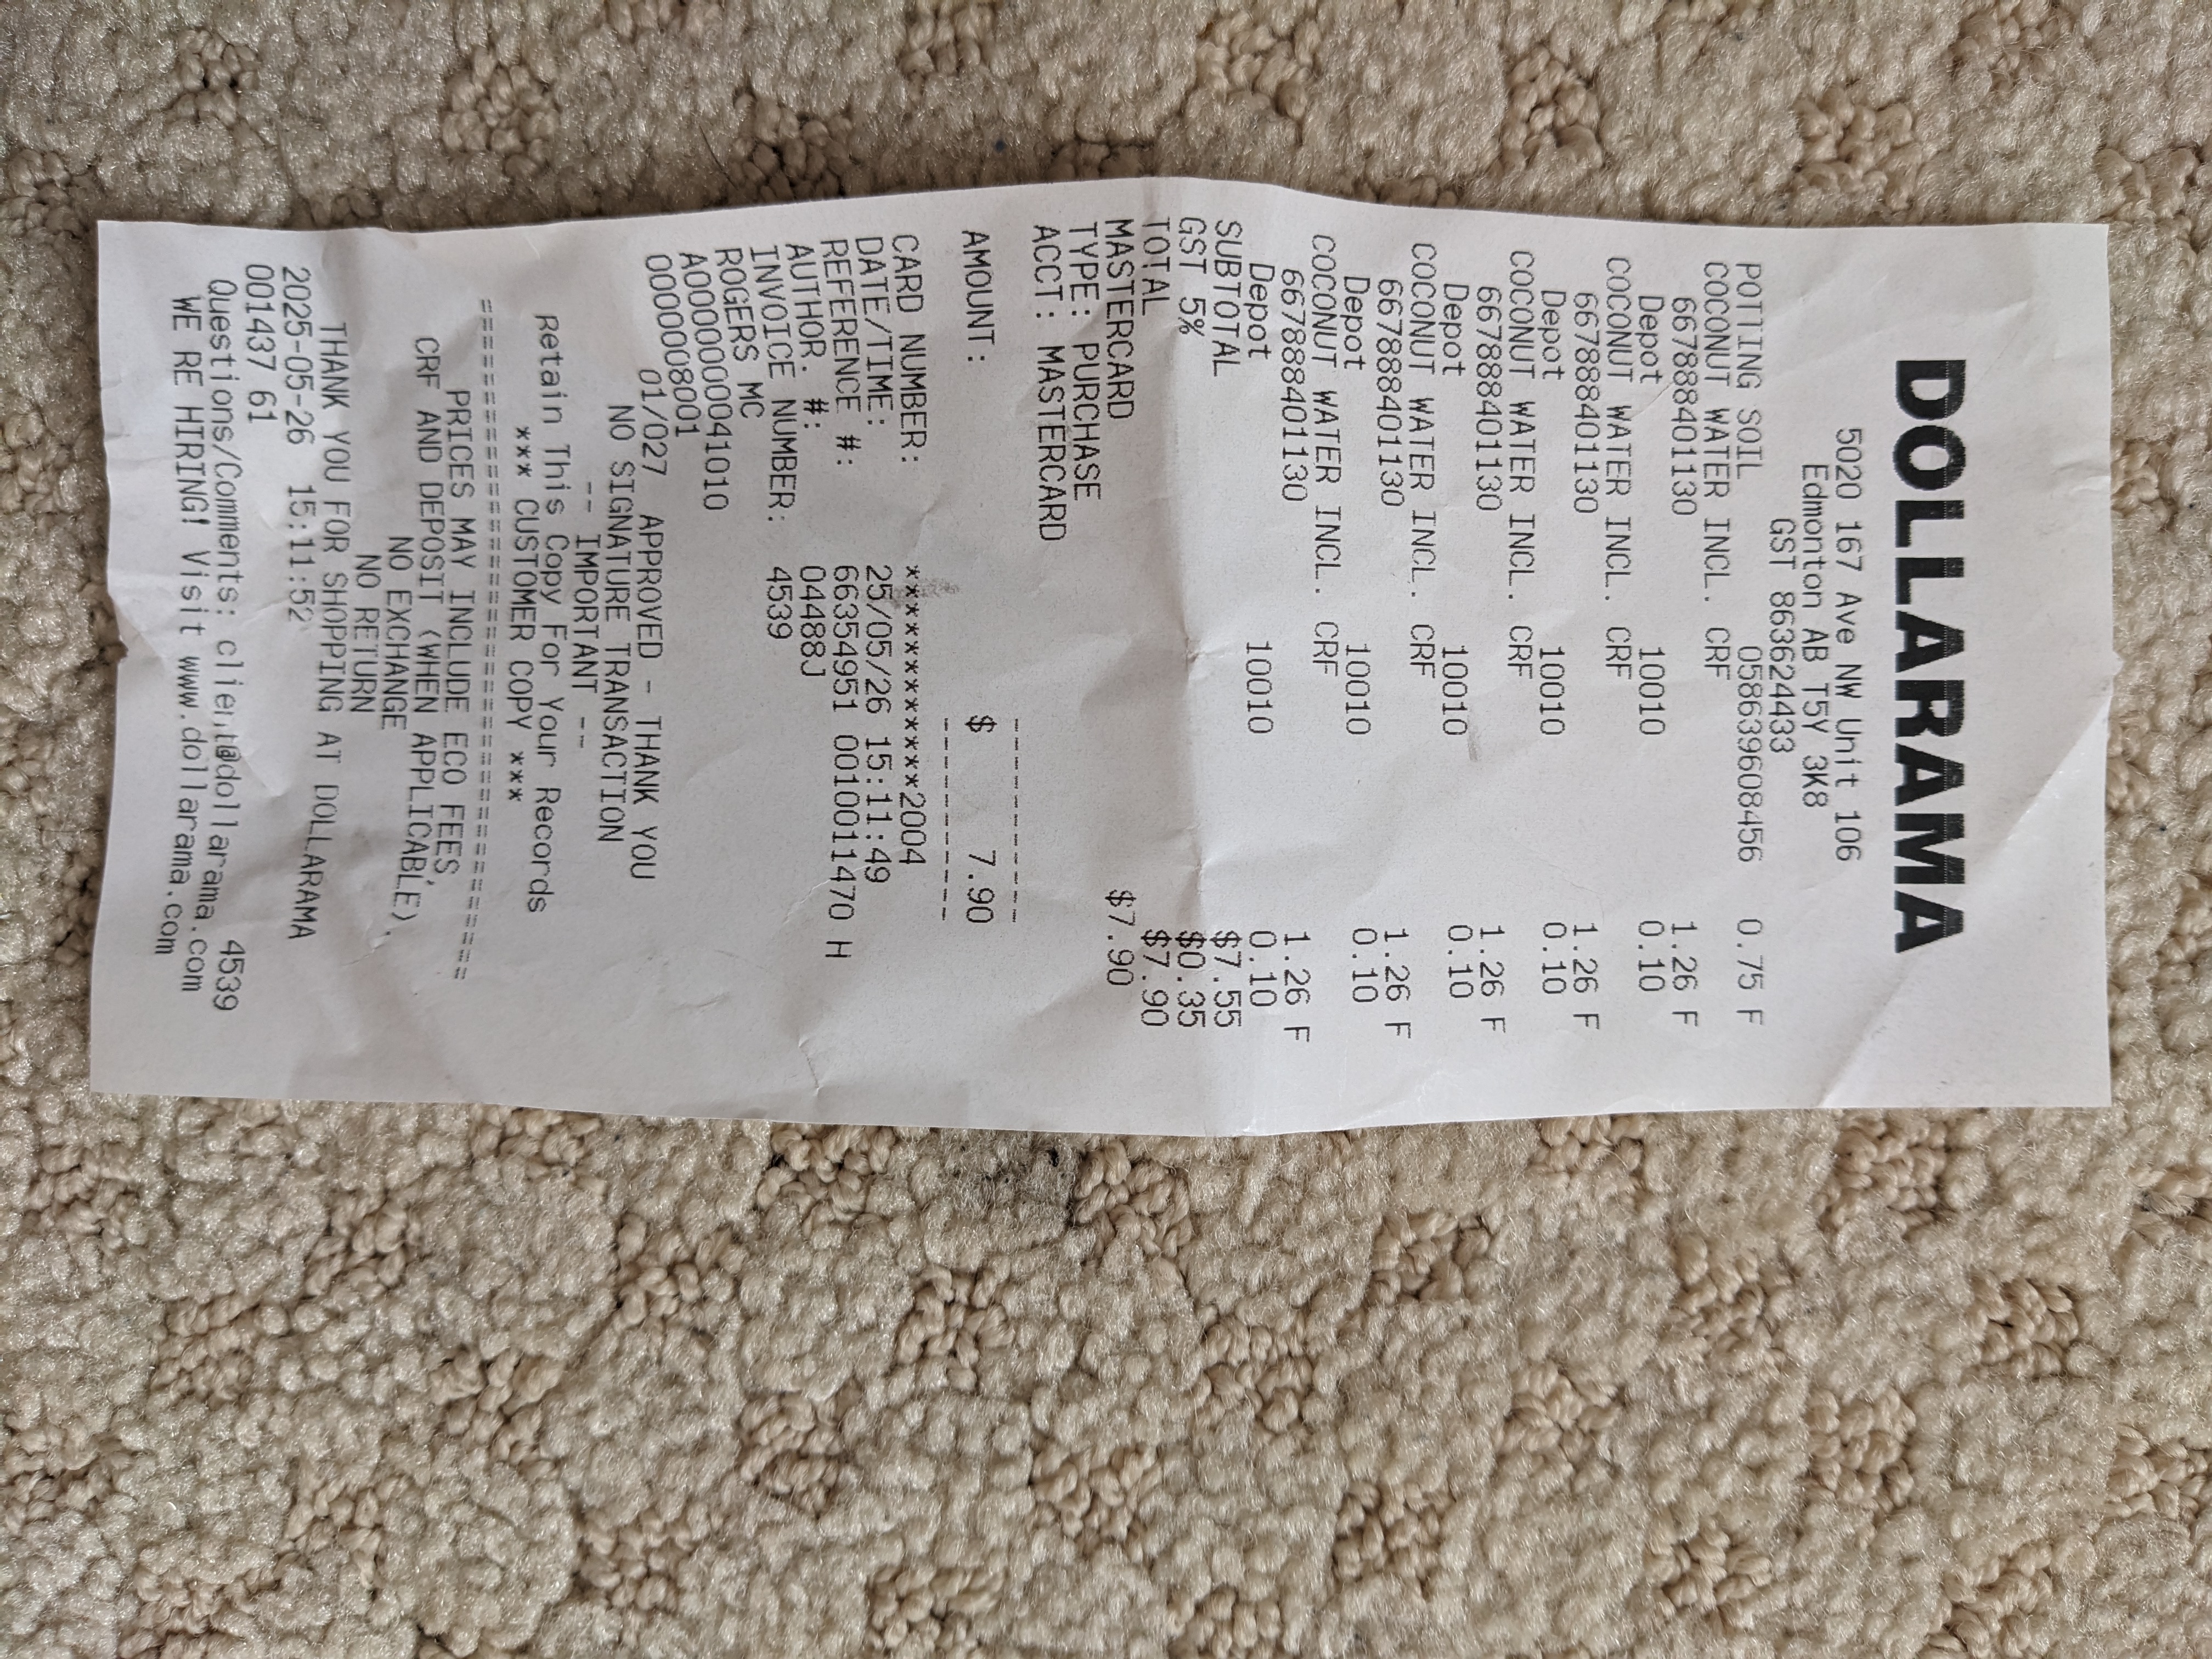 DOLLARAMA
5020 167 Ave NW Unit 106
Edmonton AB T5Y 3K8
GST 863624433
POTTING SOIL 058639608456 0.75 F
COCONUT WATER INCL. CRF
667888401130 1.26 F
Depot 10010 0.10
COCONUT WATER INCL. CRF
667888401130 1.26 F
Depot 10010 0.10
COCONUT WATER INCL. CRF
667888401130 1.26 F
Depot 10010 0.10
COCONUT WATER INCL. CRF
667888401130 1.26 F
Depot 10010 0.10
COCONUT WATER INCL. CRF
667888401130 1.26 F
Depot 10010 0.10
SUBTOTAL $7.55
GST 5% $0.35
TOTAL $7.90
MASTERCARD $7.90
TYPE: PURCHASE
ACCT: MASTERCARD
AMOUNT: $ 7.90
CARD NUMBER: ************2004
DATE/TIME: 25/05/26 15:11:49
REFERENCE #: 66354951 0010011470 H
AUTHOR. #: 04488J
INVOICE NUMBER: 4539
ROGERS MC
A0000000041010
0000008001
01/027 APPROVED - THANK YOU
NO SIGNATURE TRANSACTION
-- IMPORTANT --
Retain This Copy For Your Records
*** CUSTOMER COPY ***
========================================
PRICES MAY INCLUDE ECO FEES,
CRF AND DEPOSIT (WHEN APPLICABLE).
NO EXCHANGE
NO RETURN
THANK YOU FOR SHOPPING AT DOLLARAMA
2025-05-26 15:11:52
001437 61 4539
Questions/Comments: client@dollarama.com
WE RE HIRING! Visit www.dollarama.com